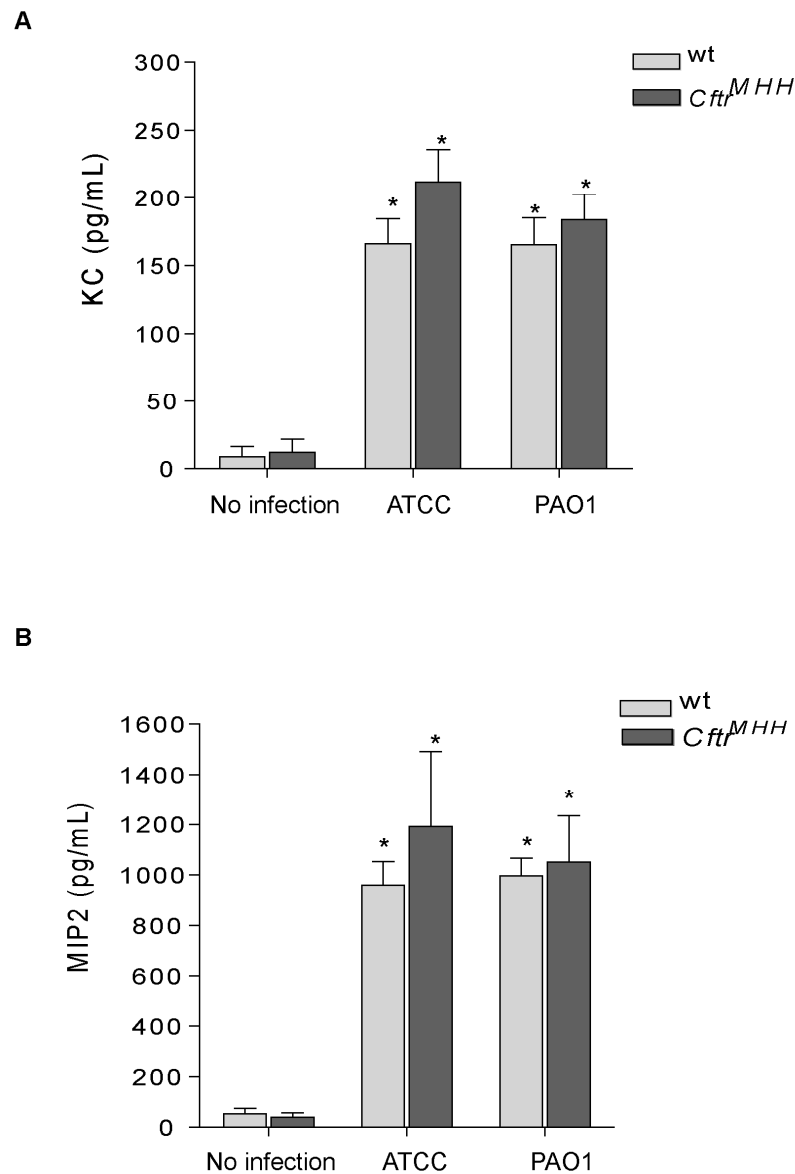 A
wt
Cftr MHH
300
250
200
150
100
50
0
KC (pg/mL)
*
*
*
*
No infection ATCC PAO1
B
wt
Cftr MHH
1600
1400
1200
1000
800
600
400
200
0
MIP2 (pg/mL)
*
*
*
*
No infection ATCC PAO1